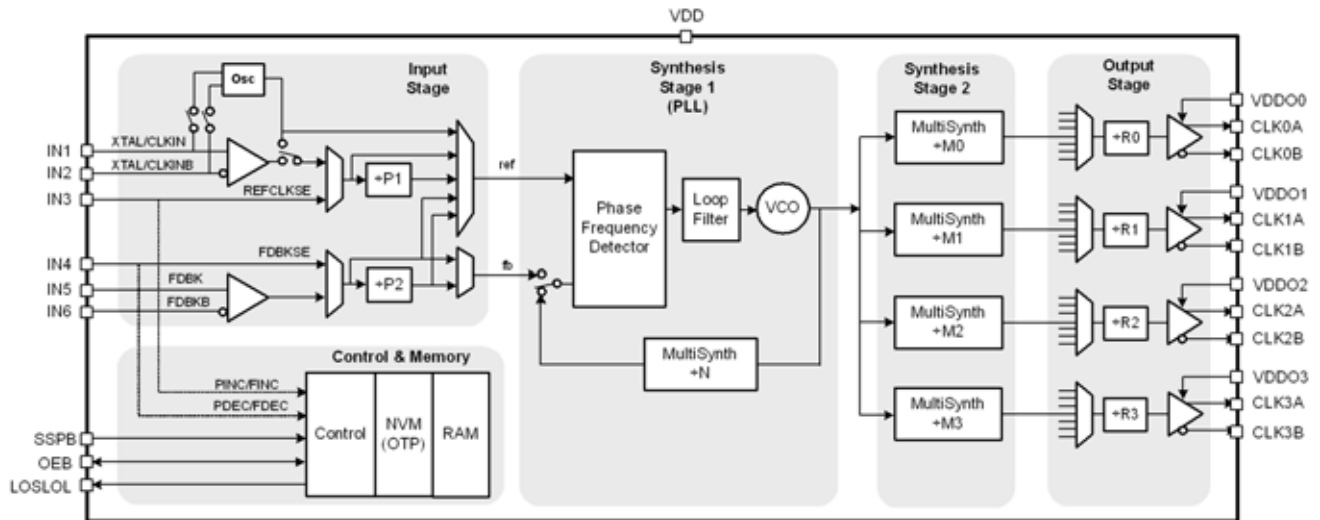 VDD
Osc
Input
Stage
Synthesis
Stage 1
(PLL)
Synthesis
Stage 2
Output
Stage
IN1
XTAL/CLKIN
IN2
XTAL/CLKINB
IN3
REFCLKSE
÷P1
ref
IN4
FDBKSE
IN5
FDBK
IN6
FDBKB
÷P2
fb
Phase
Frequency
Detector
Loop
Filter
VCO
MultiSynth
÷N
MultiSynth
÷M0
MultiSynth
÷M1
MultiSynth
÷M2
MultiSynth
÷M3
÷R0
÷R1
÷R2
÷R3
VDDO0
CLK0A
CLK0B
VDDO1
CLK1A
CLK1B
VDDO2
CLK2A
CLK2B
VDDO3
CLK3A
CLK3B
Control & Memory
PINC/FINC
PDEC/FDEC
Control
NVM
(OTP)
RAM
SSPB
OEB
LOSLOL